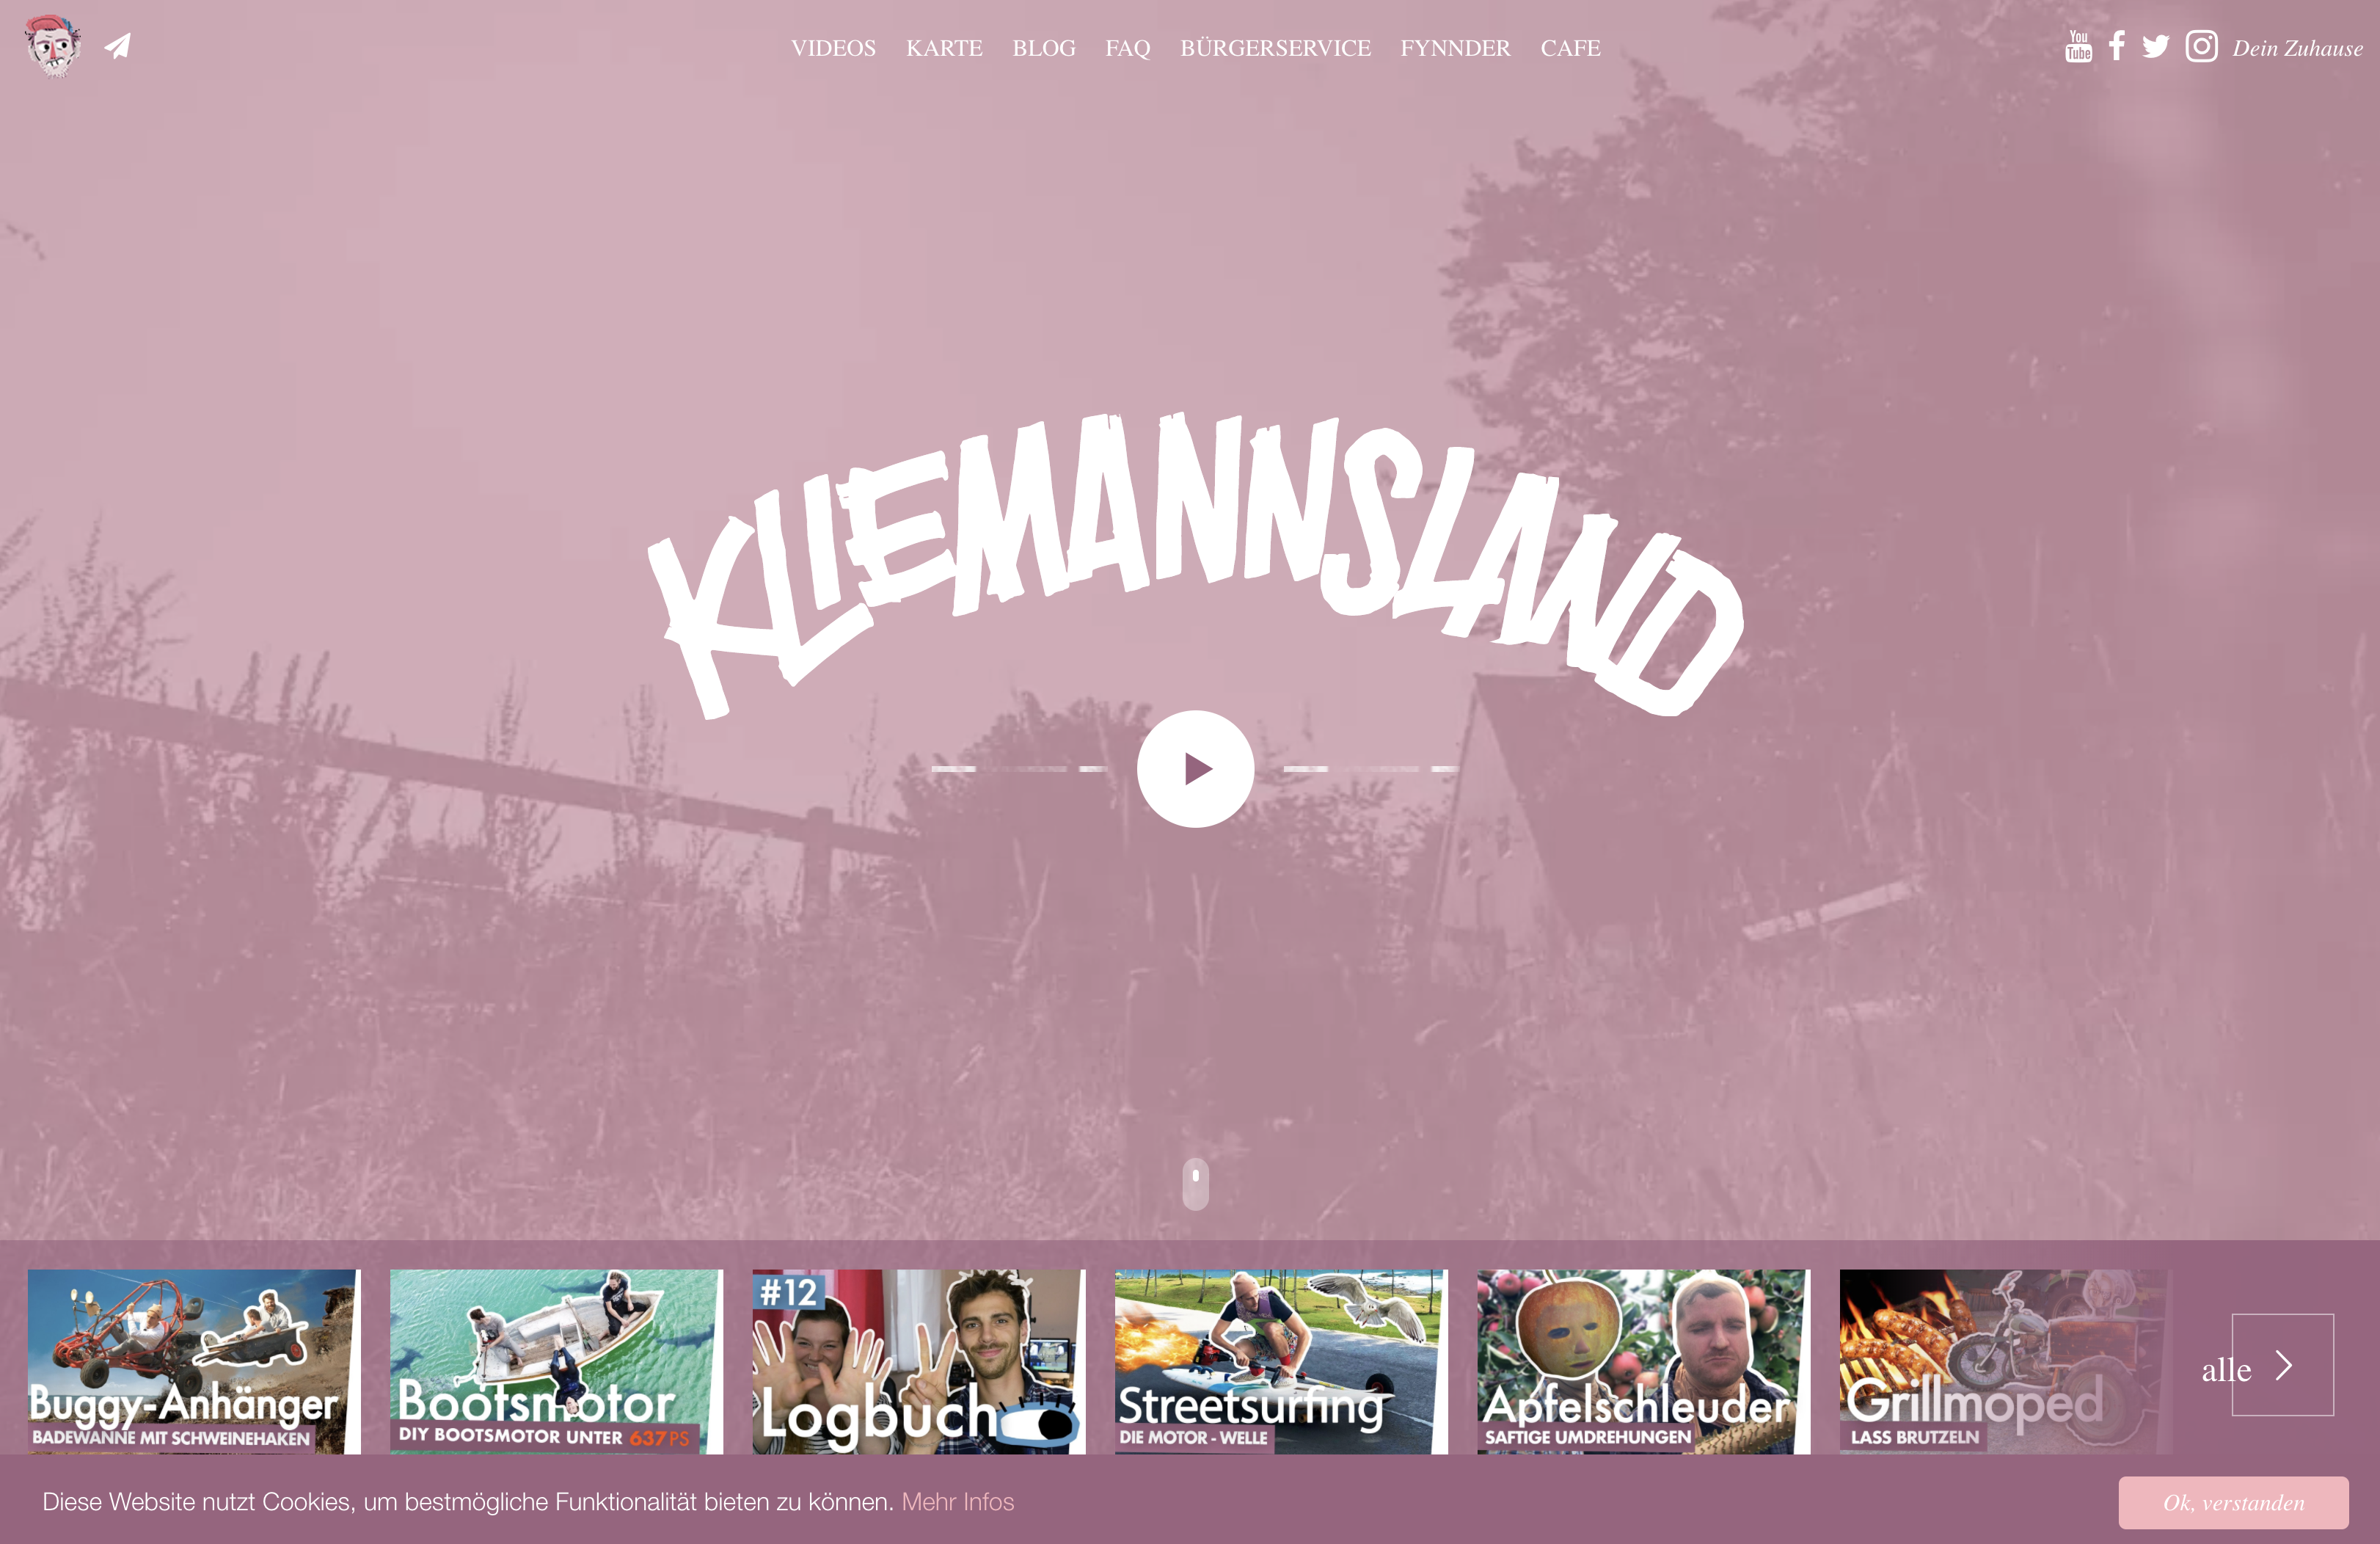 VIDEOS KARTE BLOG FAQ BÜRGERSERVICE FYNNDER CAFE
You Tube Dein Zuhause
KLIEMANNSLAND
Buggy-Anhänger
BADEWANNE MIT SCHWEINEHAKEN
Bootsmotor
DIY BOOTSMOTOR UNTER 637 PS
#12
Logbuch
Streetsurfing
DIE MOTOR - WELLE
Apfelschleuder
SAFTIGE UMDREHUNGEN
Grillmoped
LASS BRUTZELN
alle
Diese Website nutzt Cookies, um bestmögliche Funktionalität bieten zu können. Mehr Infos
Ok, verstanden